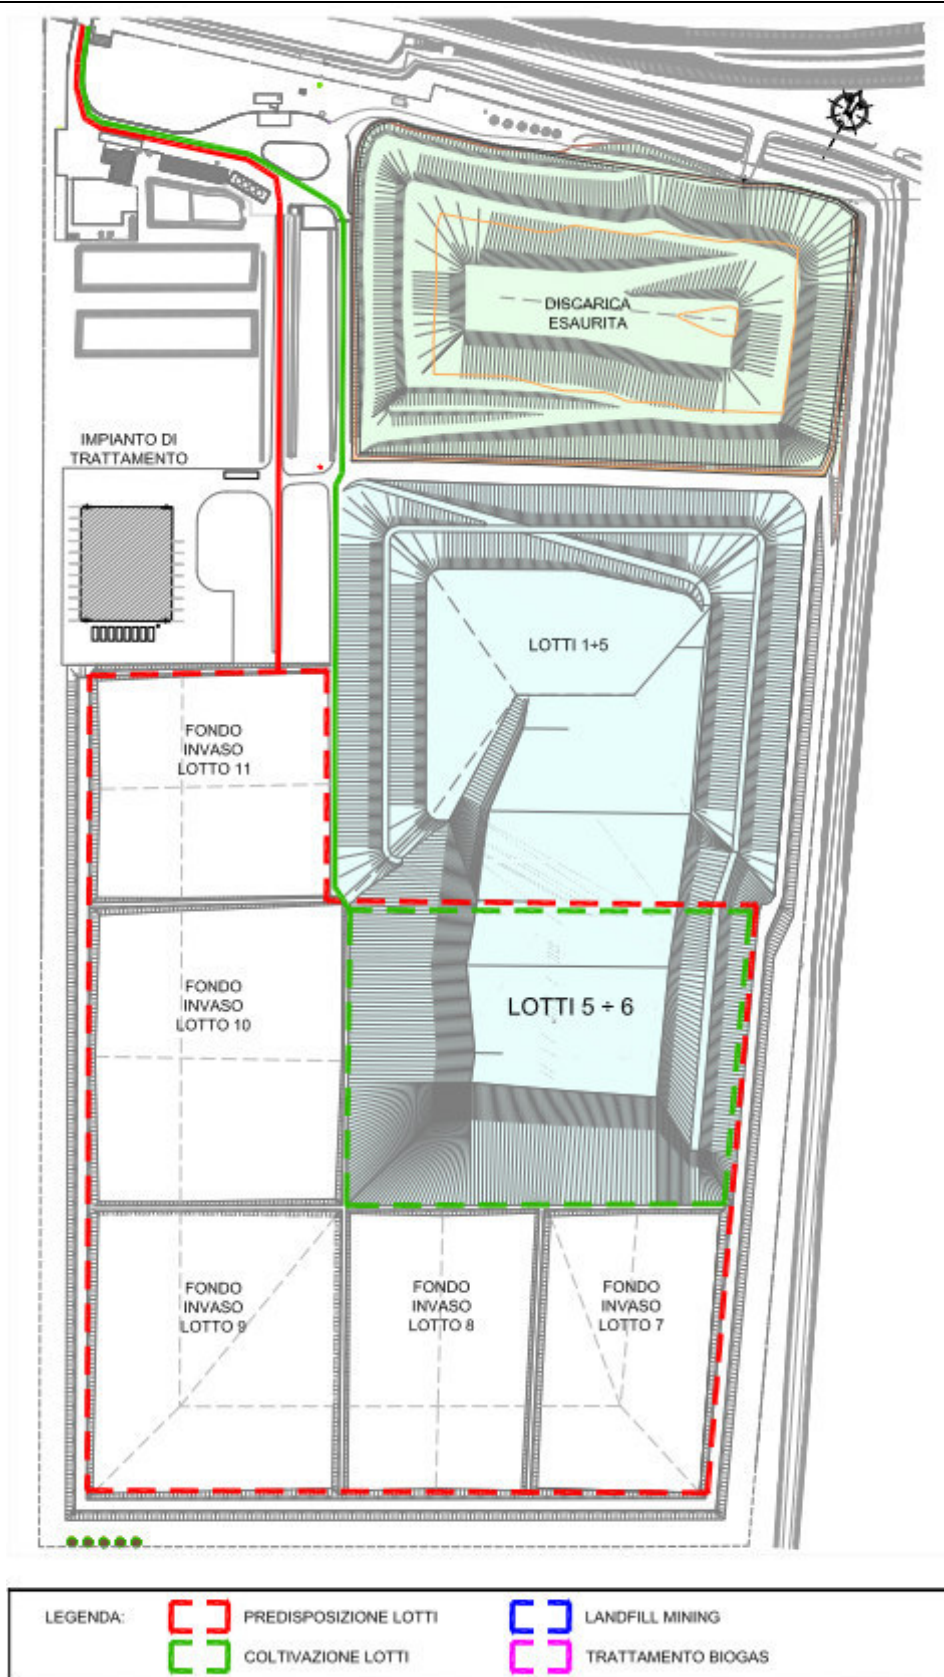 DISCARICA
ESAURITA
IMPIANTO DI
TRATTAMENTO
LOTTI 1÷5
FONDO
INVASO
LOTTO 11
FONDO
INVASO
LOTTO 10
LOTTI 5 ÷ 6
FONDO
INVASO
LOTTO 9
FONDO
INVASO
LOTTO 8
FONDO
INVASO
LOTTO 7
LEGENDA:
PREDISPOSIZIONE LOTTI
LANDFILL MINING
COLTIVAZIONE LOTTI
TRATTAMENTO BIOGAS